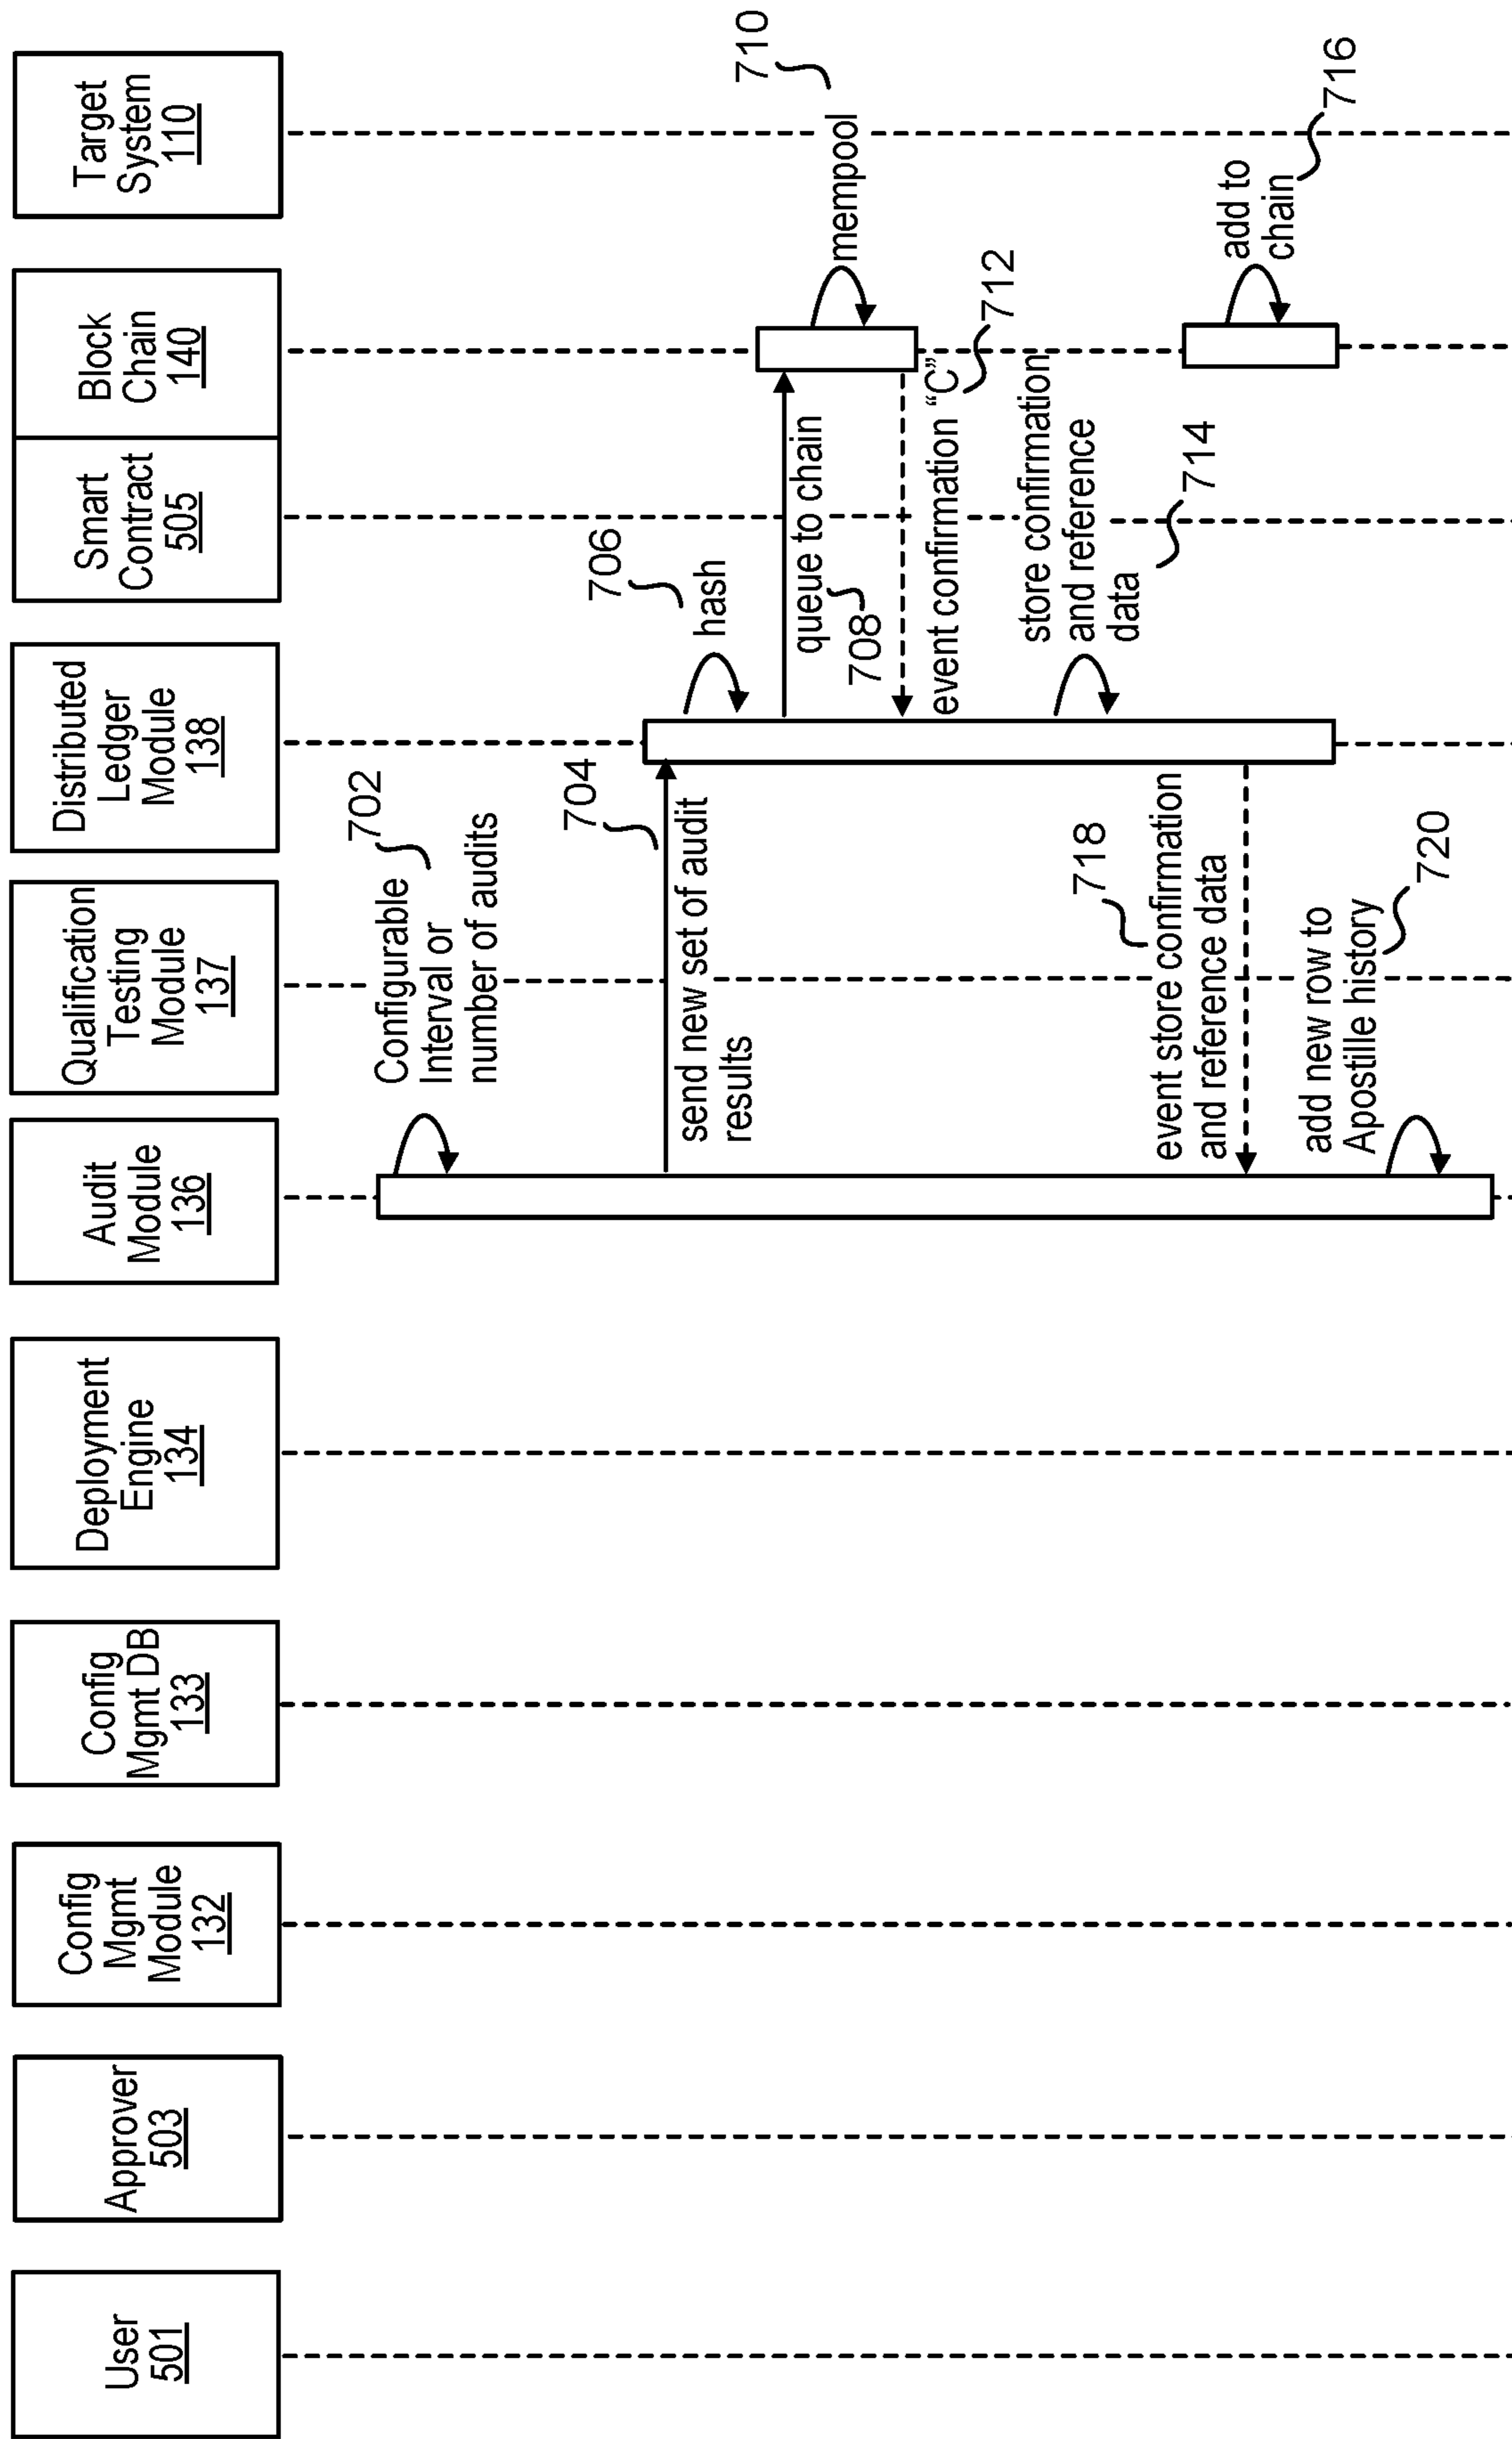 User
501
Approver
503
Config
Mgmt
Module
132
Config
Mgmt DB
133
Deployment
Engine
134
Audit
Module
136
Qualification
Testing
Module
137
Distributed
Ledger
Module
138
Smart
Contract
505
Block
Chain
140
Target
System
110
702
Configurable
Interval or
number of audits
704
send new set of audit
results
706
hash
queue to chain
708
710
mempool
event confirmation “C”
712
store confirmation
and reference
data
714
add to
chain
716
718
event store confirmation
and reference data
add new row to
Apostille history
720